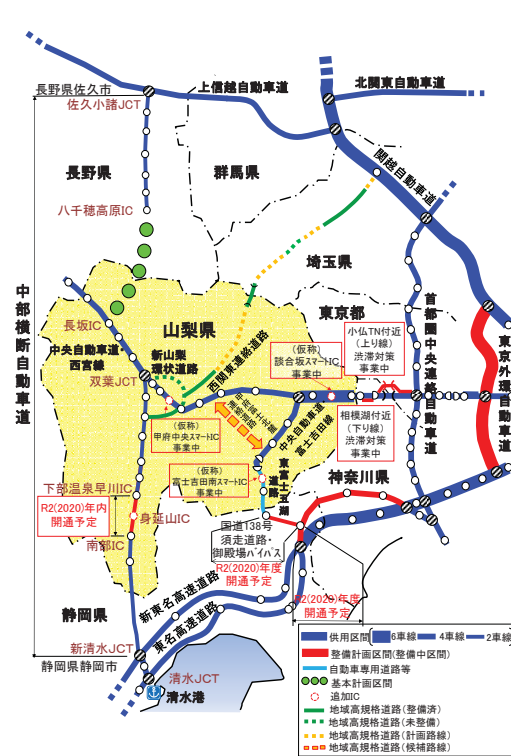 長野県佐久市
佐久小諸JCT
上信越自動車道
北関東自動車道
長野県
群馬県
関越自動車道
八千穂高原IC
埼玉県
中部横断自動車道
山梨県
東京都
首都圏中央連絡自動車道
東京外環自動車道
小仏TN付近
(上り線)
渋滞対策
事業中
長坂IC
中央自動車道・
西宮線
新山梨
環状道路
西関東連絡道路
(仮称)
談合坂スマートIC
事業中
双葉JCT
甲府富士北麓
連絡道路
中央自動車道
富士吉田線
(仮称)
甲府中央スマートIC
事業中
相模湖付近
(下り線)
渋滞対策
事業中
(仮称)
富士吉田南スマートIC
事業中
東富士五湖
道路
神奈川県
下部温泉早川IC
R2(2020)年内
開通予定
身延山IC
南部IC
国道138号
須走道路・
御殿場バイパス
R2(2020)年度
開通予定
R2(2020)年度
開通予定
静岡県
新東名高速道路
東名高速道路
新清水JCT
静岡県静岡市
清水JCT
清水港
供用区間 6車線 4車線 2車線
整備計画区間(整備中区間)
自動車専用道路等
基本計画区間
追加IC
地域高規格道路(整備済)
地域高規格道路(未整備)
地域高規格道路(計画路線)
地域高規格道路(候補路線)